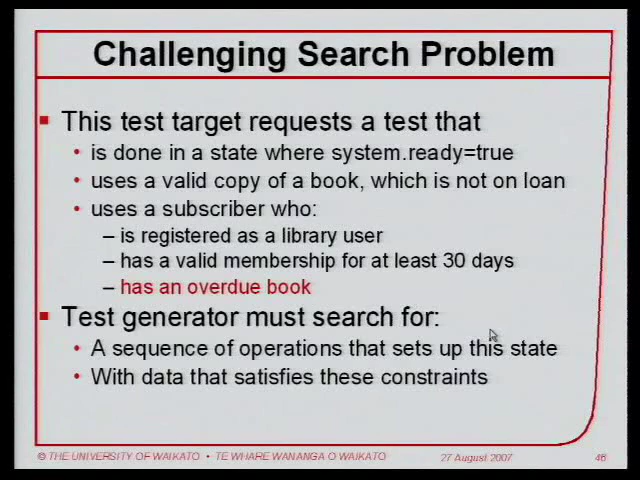 Challenging Search Problem
This test target requests a test that
is done in a state where system.ready=true
uses a valid copy of a book, which is not on loan
uses a subscriber who:
– is registered as a library user
– has a valid membership for at least 30 days
– has an overdue book
Test generator must search for:
A sequence of operations that sets up this state
With data that satisfies these constraints
© THE UNIVERSITY OF WAIKATO • TE WHARE WANANGA O WAIKATO 27 August 2007 46